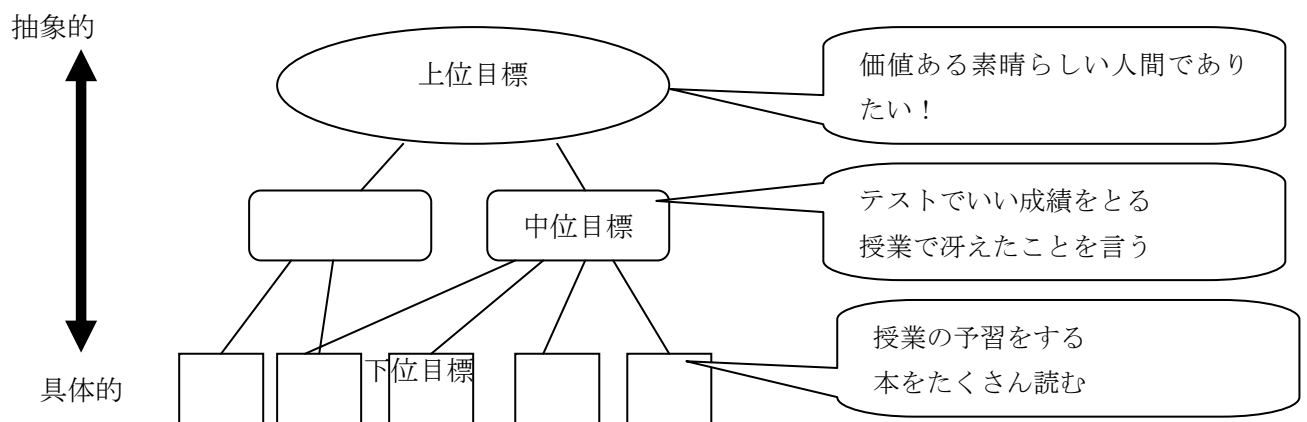 抽象的
上位目標
価値ある素晴らしい人間であり
たい！
中位目標
テストでいい成績をとる
授業で冴えたことを言う
下位目標
授業の予習をする
本をたくさん読む
具体的